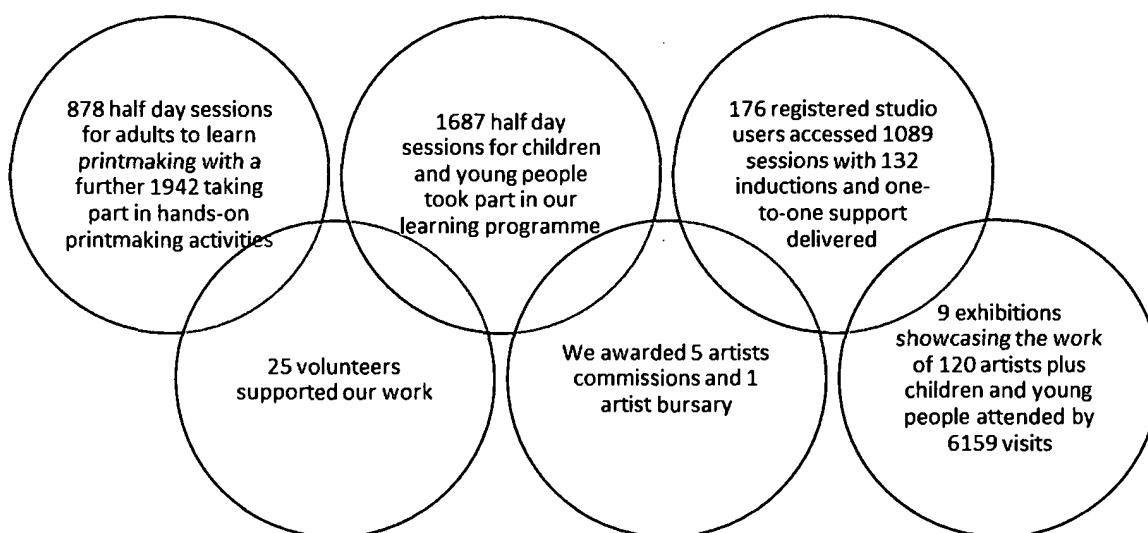 878 half day sessions
for adults to learn
printmaking with a
further 1942 taking
part in hands-on
printmaking activities
1687 half day
sessions for children
and young people
took part in our
learning programme
176 registered studio
users accessed 1089
sessions with 132
inductions and one-
to-one support
delivered
25 volunteers
supported our work
We awarded 5 artists
commissions and 1
artist bursary
9 exhibitions
showcasing the work
of 120 artists plus
children and young
people attended by
6159 visits